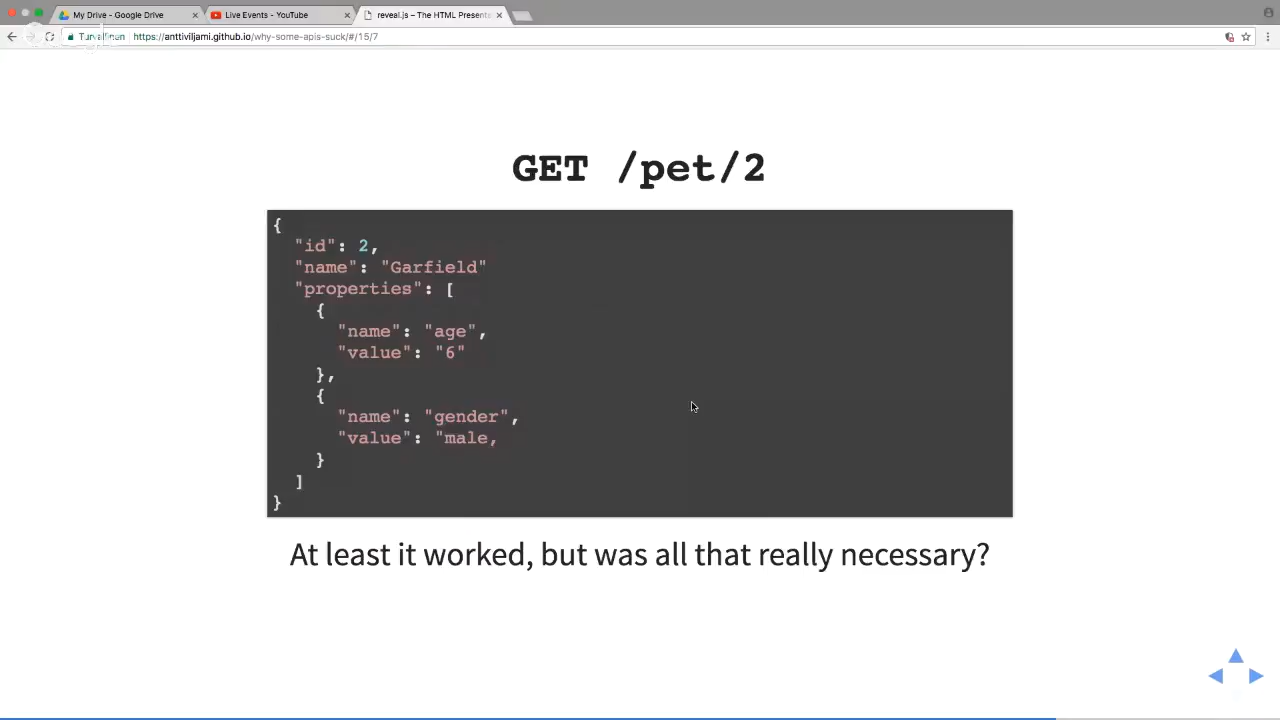 My Drive - Google Drive
Live Events - YouTube
reveal.js – The HTML Presenta
Turvallinen
https://anttiviljami.github.io/why-some-apis-suck/#/15/7
GET /pet/2
{
"id": 2,
"name": "Garfield"
"properties": [
{
"name": "age",
"value": "6"
},
{
"name": "gender",
"value": "male,
}
]
}
At least it worked, but was all that really necessary?